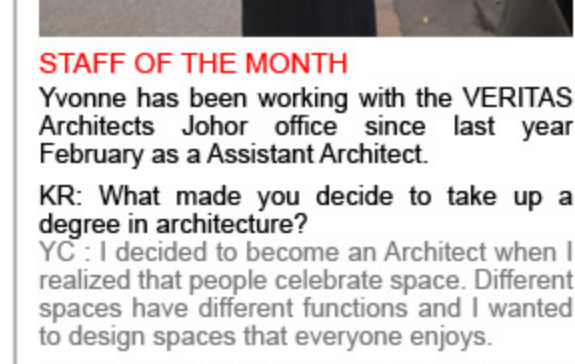 STAFF OF THE MONTH
Yvonne has been working with the VERITAS
Architects Johor office since last year
February as a Assistant Architect.
KR: What made you decide to take up a
degree in architecture?
YC : I decided to become an Architect when I
realized that people celebrate space. Different
spaces have different functions and I wanted
to design spaces that everyone enjoys.